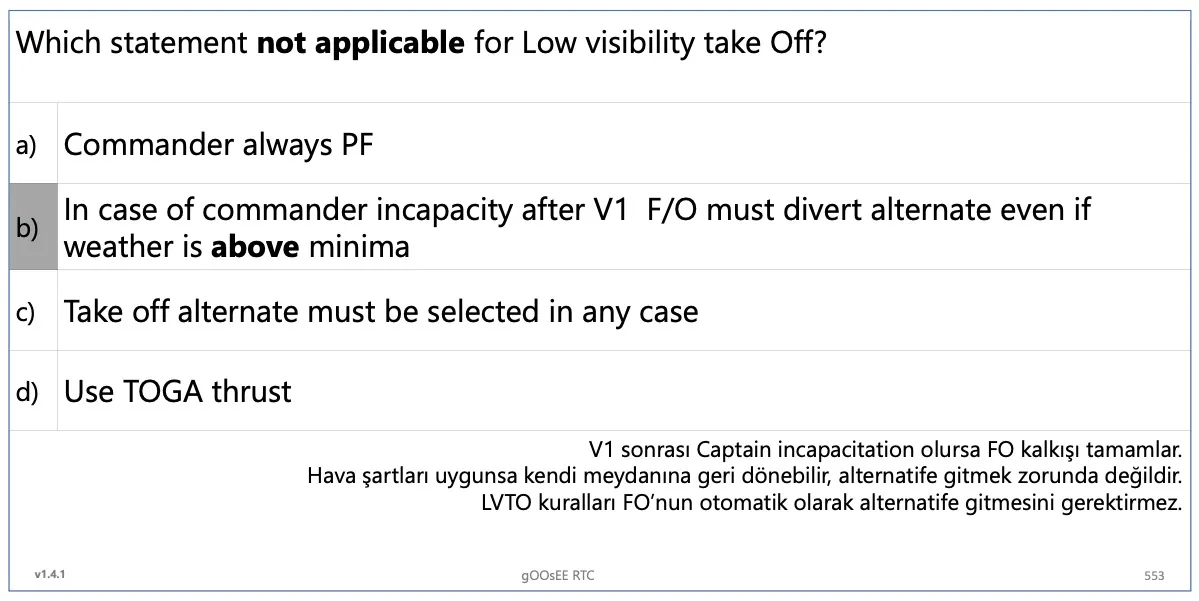 Which statement not applicable for Low visibility take Off?
a) Commander always PF
b) In case of commander incapacity after V1  F/O must divert alternate even if
weather is above minima
c) Take off alternate must be selected in any case
d) Use TOGA thrust
V1 sonrası Captain incapacitation olursa FO kalkışı tamamlar.
Hava şartları uygunsa kendi meydanına geri dönebilir, alternatife gitmek zorunda değildir.
LVTO kuralları FO’nun otomatik olarak alternatife gitmesini gerektirmez.
v1.4.1 gOOsEE RTC 553